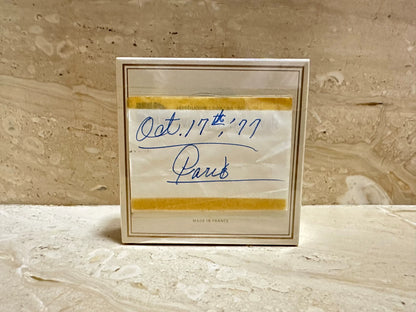 Oct. 17th, '77
Paris
MADE IN FRANCE